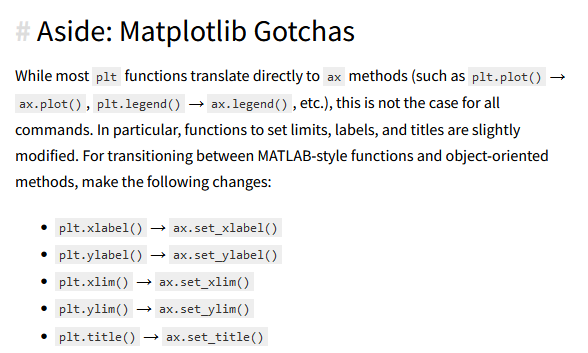 # Aside: Matplotlib Gotchas
While most plt functions translate directly to ax methods (such as plt.plot() →
ax.plot() , plt.legend() → ax.legend() , etc.), this is not the case for all
commands. In particular, functions to set limits, labels, and titles are slightly
modified. For transitioning between MATLAB-style functions and object-oriented
methods, make the following changes:
• plt.xlabel() → ax.set_xlabel()
• plt.ylabel() → ax.set_ylabel()
• plt.xlim() → ax.set_xlim()
• plt.ylim() → ax.set_ylim()
• plt.title() → ax.set_title()